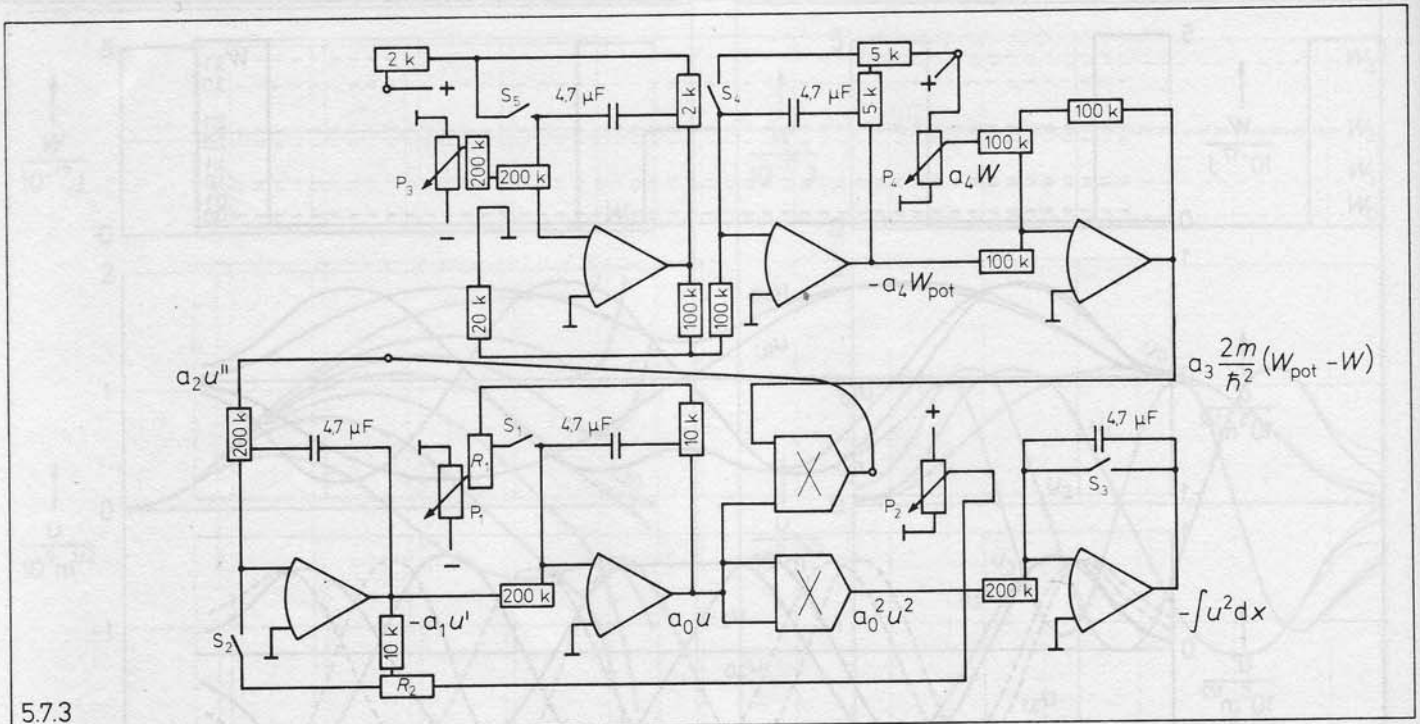 2 k
+
S₅
4,7 µF
2 k
P₃
200 k
200 k
−
20 k
100 k
S₄
4,7 µF
5 k
5 k
+
P₄
a₄W
100 k
100 k
100 k
100 k
-a₄W_pot
a₃ 2m/ħ² (W_pot − W)
a₂u"
200 k
4,7 µF
P₁
R₁
−
S₁
4,7 µF
10 k
+
P₂
4,7 µF
S₃
S₂
-a₁u'
10 k
R₂
200 k
a₀u
a₀²u²
200 k
-∫u²dx
5.7.3